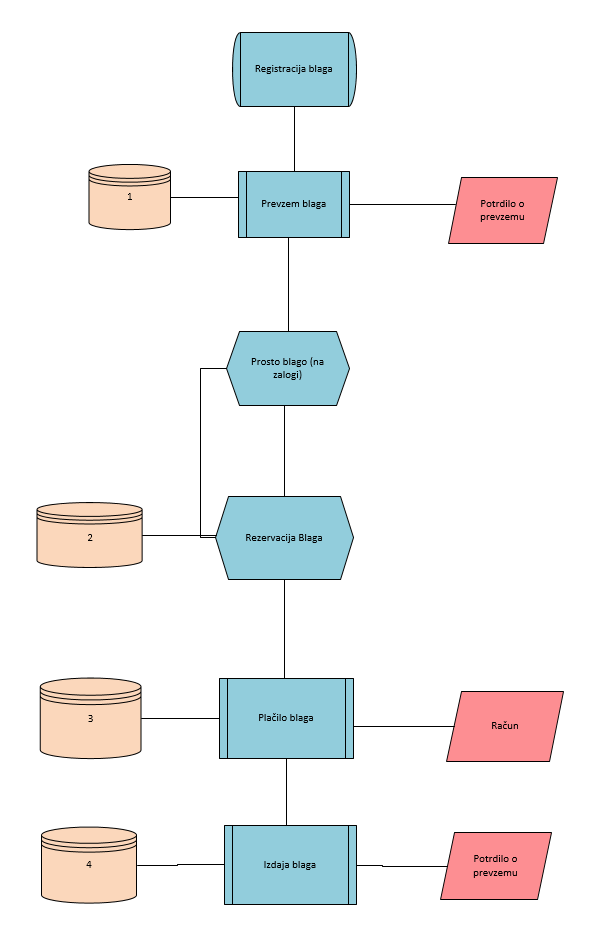 Registracija blaga
1
Prevzem blaga
Potrdilo o
prevzemu
Prosto blago (na
zalogi)
2
Rezervacija Blaga
3
Plačilo blaga
Račun
4
Izdaja blaga
Potrdilo o
prevzemu